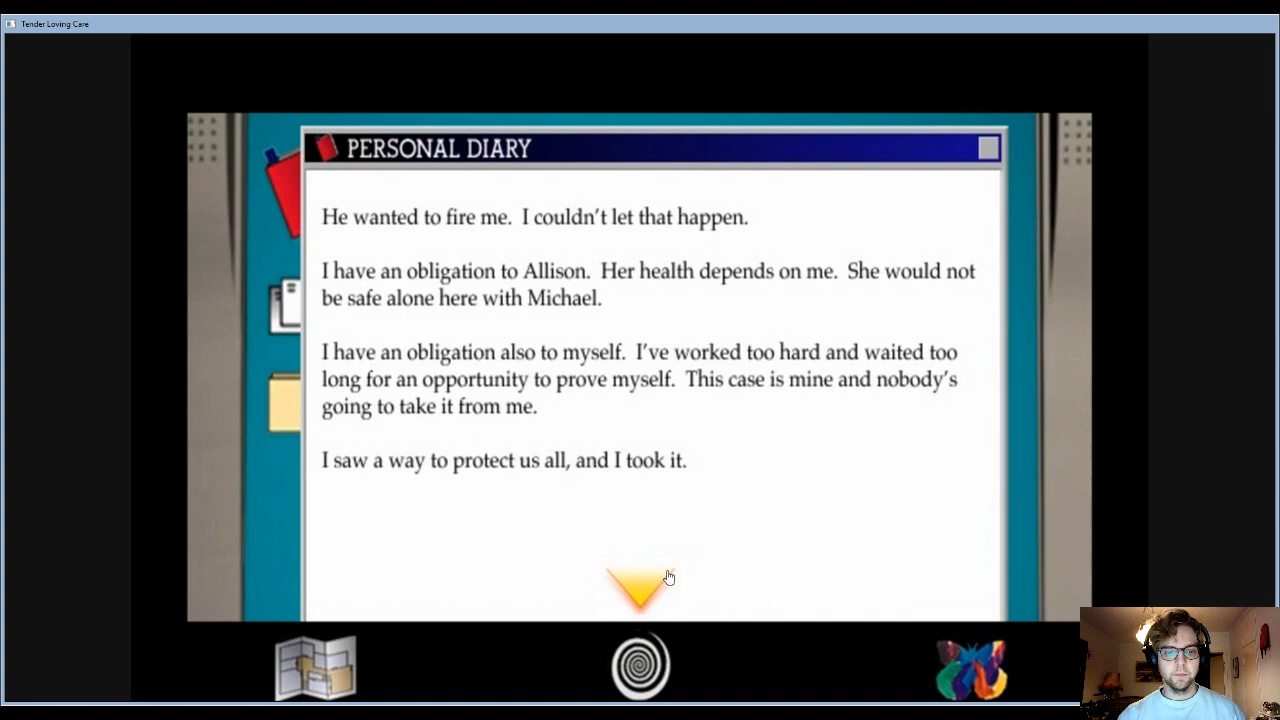 Tender Loving Care
PERSONAL DIARY
He wanted to fire me. I couldn't let that happen.
I have an obligation to Allison. Her health depends on me. She would not
be safe alone here with Michael.
I have an obligation also to myself. I've worked too hard and waited too
long for an opportunity to prove myself. This case is mine and nobody's
going to take it from me.
I saw a way to protect us all, and I took it.